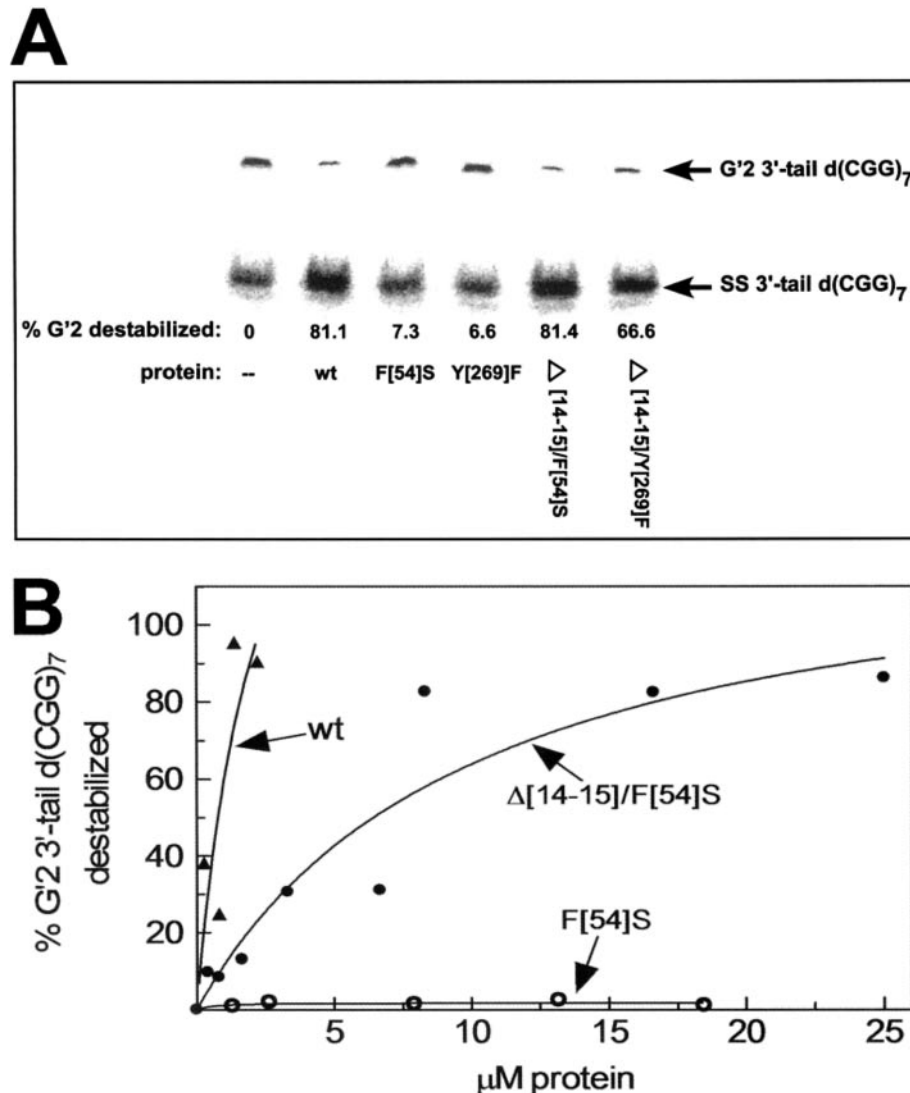 A
G'2 3'-tail d(CGG)7
SS 3'-tail d(CGG)7
% G'2 destabilized: 0 81.1 7.3 6.6 81.4 66.6
protein: -- wt F[54]S Y[269]F Δ[14-15]/F[54]S Δ[14-15]/Y[269]F
B
% G'2 3'-tail d(CGG)7
destabilized
100
80
60
40
20
wt
Δ[14-15]/F[54]S
F[54]S
5 10 15 20 25
μM protein